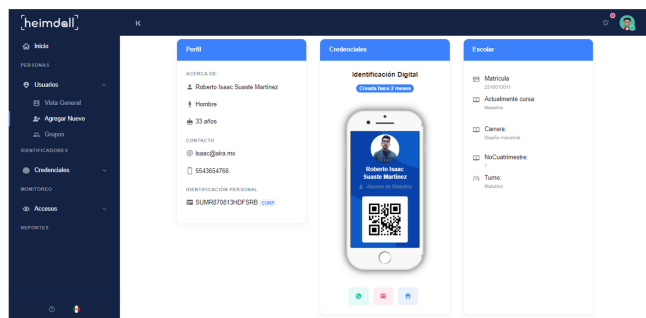 [heimdall]
Inicio
PERSONAS
Usuarios
Vista General
Agregar Nuevo
Grupos
IDENTIFICADORES
Credenciales
MONITOREO
Accesos
REPORTES
Perfil
ACERCA DE:
Roberto Isaac Suaste Martinez
Hombre
33 años
CONTACTO
@ isaac@aira.mx
5543654766
IDENTIFICACIÓN PERSONAL
SUMR870813HDFSRB CURP
Credenciales
Identificación Digital
Creada hace 2 meses
Roberto Isaac
Suaste Martinez
Alumno de Maestría
Escolar
Matrícula
Actualmente cursa:
Maestría
Carrera:
Diseño Industrial
NoCuatrimestre:
1
Turno:
Matutino